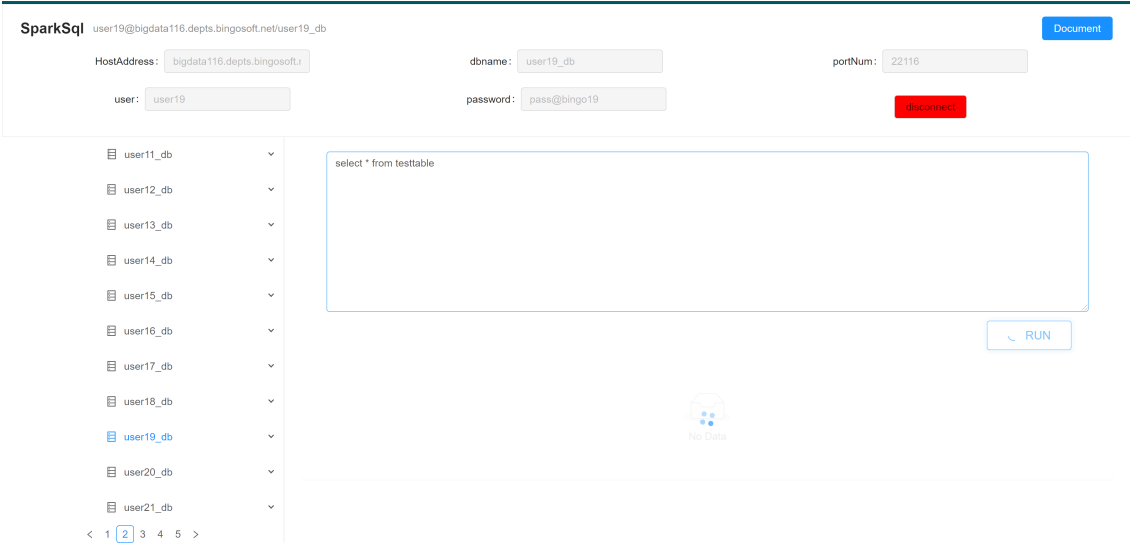 SparkSql user19@bigdata116.depts.bingosoft.net/user19_db
Document
HostAddress: bigdata116.depts.bingosoft.r
dbname: user19_db
portNum: 22116
user: user19
password: pass@bingo19
disconnect
user11_db
user12_db
user13_db
user14_db
user15_db
user16_db
user17_db
user18_db
user19_db
user20_db
user21_db
< 1 2 3 4 5 >
select * from testtable
RUN
No Data